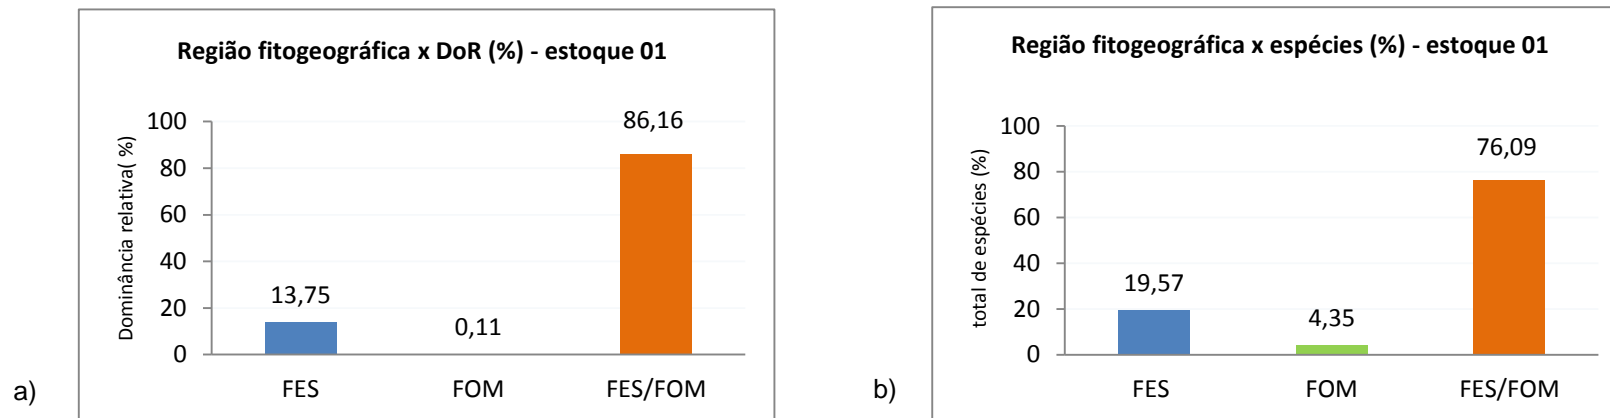 a)
Região fitogeográfica x DoR (%) - estoque 01
Dominância relativa( %)
100
80
60
40
20
0
13,75
0,11
86,16
FES
FOM
FES/FOM
b)
Região fitogeográfica x espécies (%) - estoque 01
total de espécies (%)
100
80
60
40
20
0
19,57
4,35
76,09
FES
FOM
FES/FOM